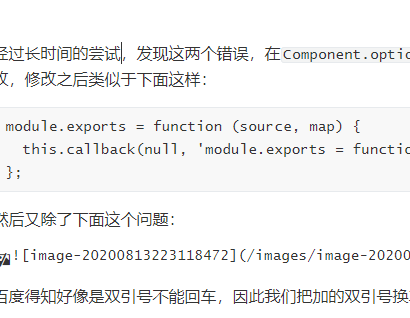 经过长时间的尝试，发现这两个错误，在Component.optio
改，修改之后类似于下面这样：
module.exports = function (source, map) {
this.callback(null, 'module.exports = functio
};
然后又除了下面这个问题：
![image-20200813223118472](/images/image-20200
百度得知好像是双引号不能回车，因此我们把加的双引号换